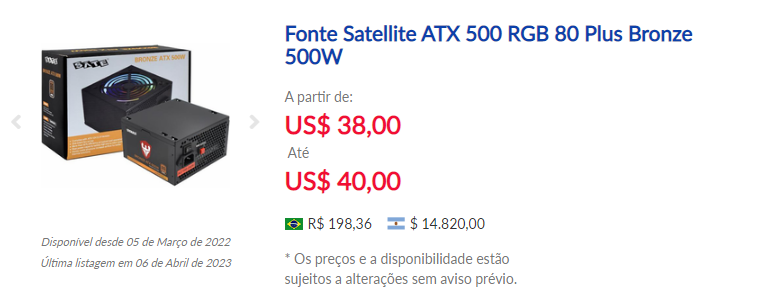 Fonte Satellite ATX 500 RGB 80 Plus Bronze
500W
A partir de:
US$ 38,00
Até
US$ 40,00
R$ 198,36 $ 14.820,00
* Os preços e a disponibilidade estão
sujeitos a alterações sem aviso prévio.
SATE
BRONZE ATX 500W
Disponível desde 05 de Março de 2022
Última listagem em 06 de Abril de 2023